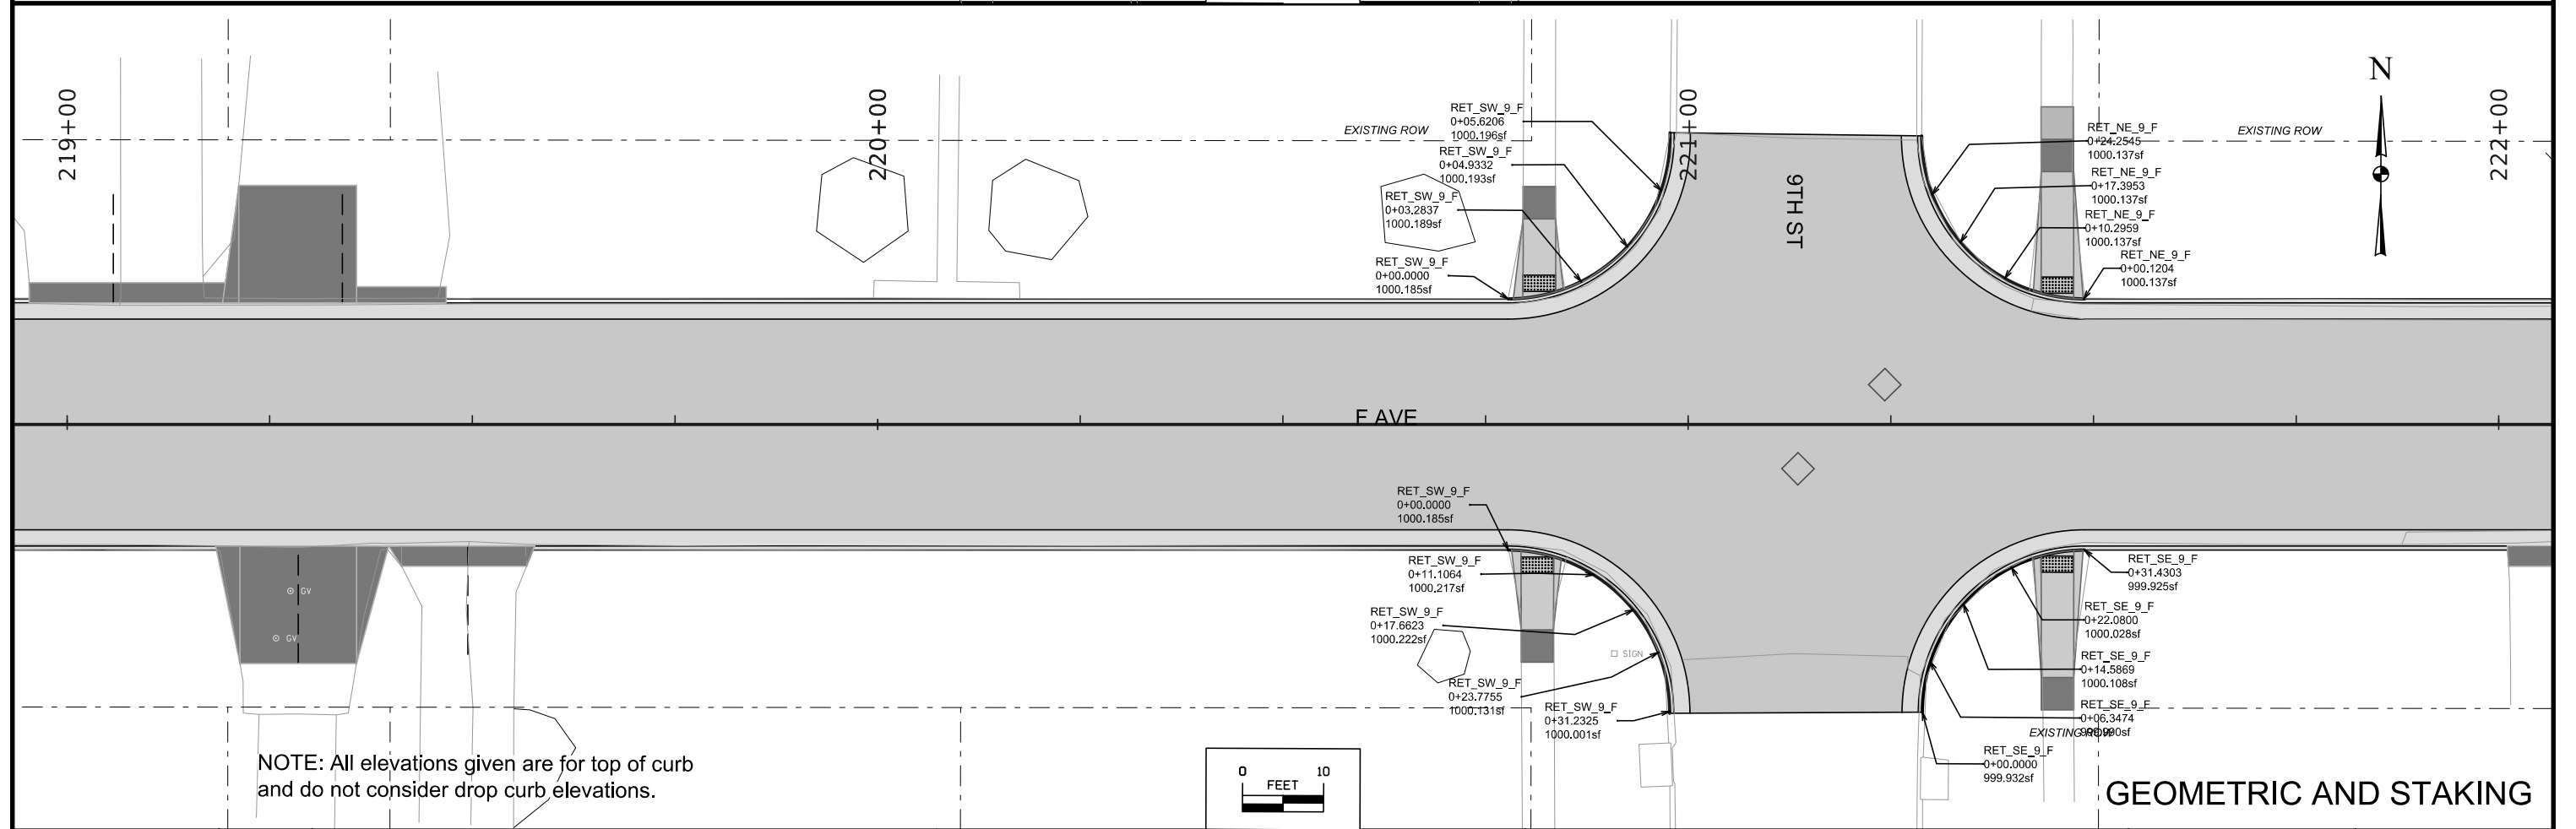 219+00
220+00
221+00
222+00
N
EXISTING ROW
EXISTING ROW
9TH ST
RET_SW_9_F
0+05.6206
1000.196sf
RET_SW_9_F
0+04.9332
1000.193sf
RET_SW_9_F
0+03.2837
1000.189sf
RET_SW_9_F
0+00.0000
1000.185sf
RET_NE_9_F
0+24.2545
1000.137sf
RET_NE_9_F
0+17.3953
1000.137sf
RET_NE_9_F
0+10.2959
1000.137sf
RET_NE_9_F
0+00.1204
1000.137sf
F AVE
RET_SW_9_F
0+00.0000
1000.185sf
RET_SW_9_F
0+11.1064
1000.217sf
RET_SW_9_F
0+17.6623
1000.222sf
RET_SW_9_F
0+23.7755
1000.131sf
RET_SW_9_F
0+31.2325
1000.001sf
SIGN
GV
GV
RET_SE_9_F
0+31.4303
999.925sf
RET_SE_9_F
0+22.0800
1000.028sf
RET_SE_9_F
0+14.5869
1000.108sf
RET_SE_9_F
0+06.3474
EXISTING ROW
RET_SE_9_F
0+00.0000
999.932sf
NOTE: All elevations given are for top of curb
and do not consider drop curb elevations.
0 10
FEET
GEOMETRIC AND STAKING